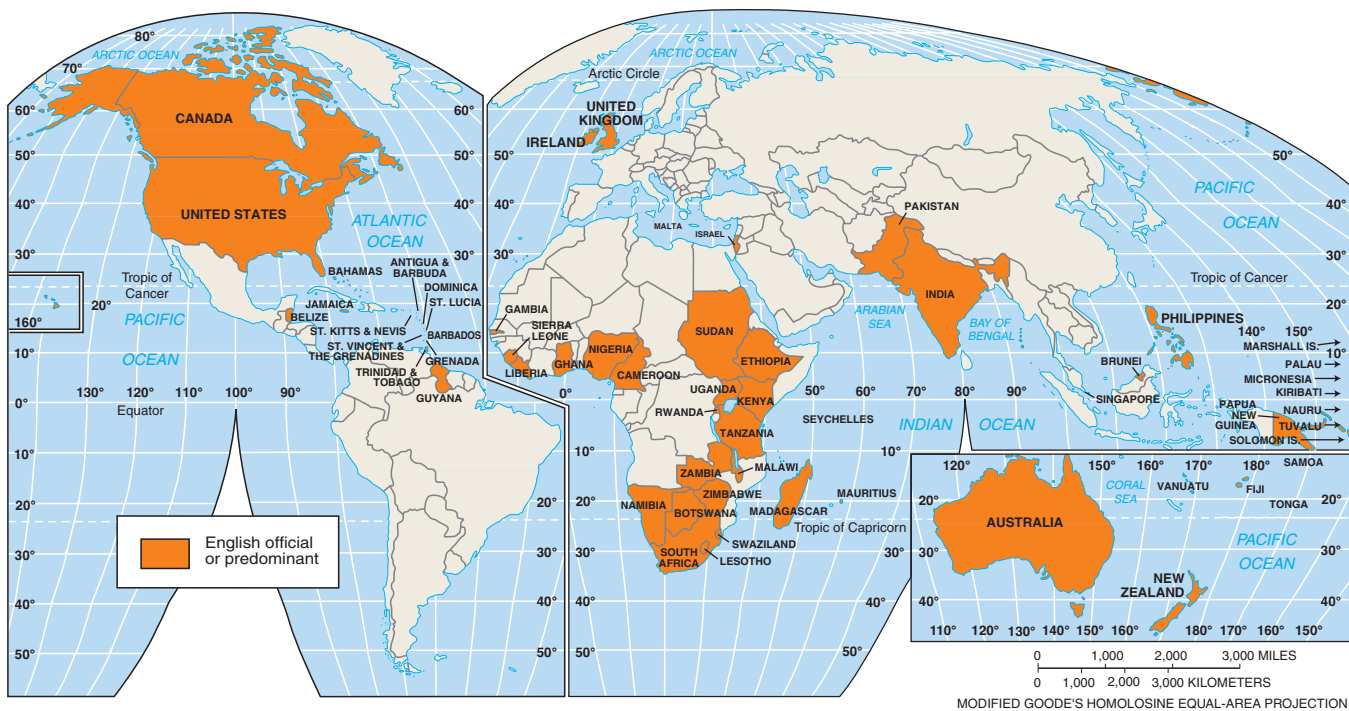 80°
ARCTIC OCEAN
70°
60°
50°
40°
30°
CANADA
UNITED STATES
60°
50°
40°
30°
ATLANTIC
OCEAN
Tropic of
Cancer
20°
160°
PACIFIC
OCEAN
BAHAMAS
ANTIGUA &
BARBUDA
DOMINICA
ST. LUCIA
JAMAICA
BELIZE
ST. KITTS & NEVIS
BARBADOS
ST. VINCENT &
THE GRENADINES
GRENADA
TRINIDAD &
TOBAGO
GUYANA
20°
10°
130°
110°
100°
90°
0°
Equator
10°
20°
30°
40°
50°
10°
20°
30°
40°
50°
English official
or predominant
ARCTIC OCEAN
Arctic Circle
UNITED
KINGDOM
IRELAND
MALTA
ISRAEL
PAKISTAN
INDIA
ARABIAN
SEA
BAY OF
BENGAL
50°
PACIFIC
OCEAN
40°
30°
Tropic of Cancer
20°
PHILIPPINES
140°
150°
MARSHALL IS.
10°
PALAU
MICRONESIA
KIRIBATI
NAURU
TUVALU
SOLOMON IS.
PAPUA
NEW
GUINEA
BRUNEI
SINGAPORE
GAMBIA
SIERRA
LEONE
LIBERIA
GHANA
NIGERIA
CAMEROON
SUDAN
ETHIOPIA
UGANDA
KENYA
RWANDA
TANZANIA
SEYCHELLES
INDIAN
OCEAN
0°
50°
60°
80°
90°
10°
MALAWI
ZAMBIA
ZIMBABWE
NAMIBIA
BOTSWANA
MADAGASCAR
MAURITIUS
Tropic of Capricorn
SWAZILAND
LESOTHO
SOUTH
AFRICA
20°
30°
40°
50°
20°
30°
40°
50°
120°
150°
160°
170°
180°
SAMOA
CORAL
SEA
VANUATU
FIJI
TONGA
20°
30°
40°
AUSTRALIA
20°
PACIFIC
OCEAN
30°
40°
NEW
ZEALAND
110°
120°
130°
140°
150°
160°
180°
170°
160°
150°
0 1,000 2,000 3,000 MILES
0 1,000 2,000 3,000 KILOMETERS
MODIFIED GOODE'S HOMOLOSINE EQUAL-AREA PROJECTION